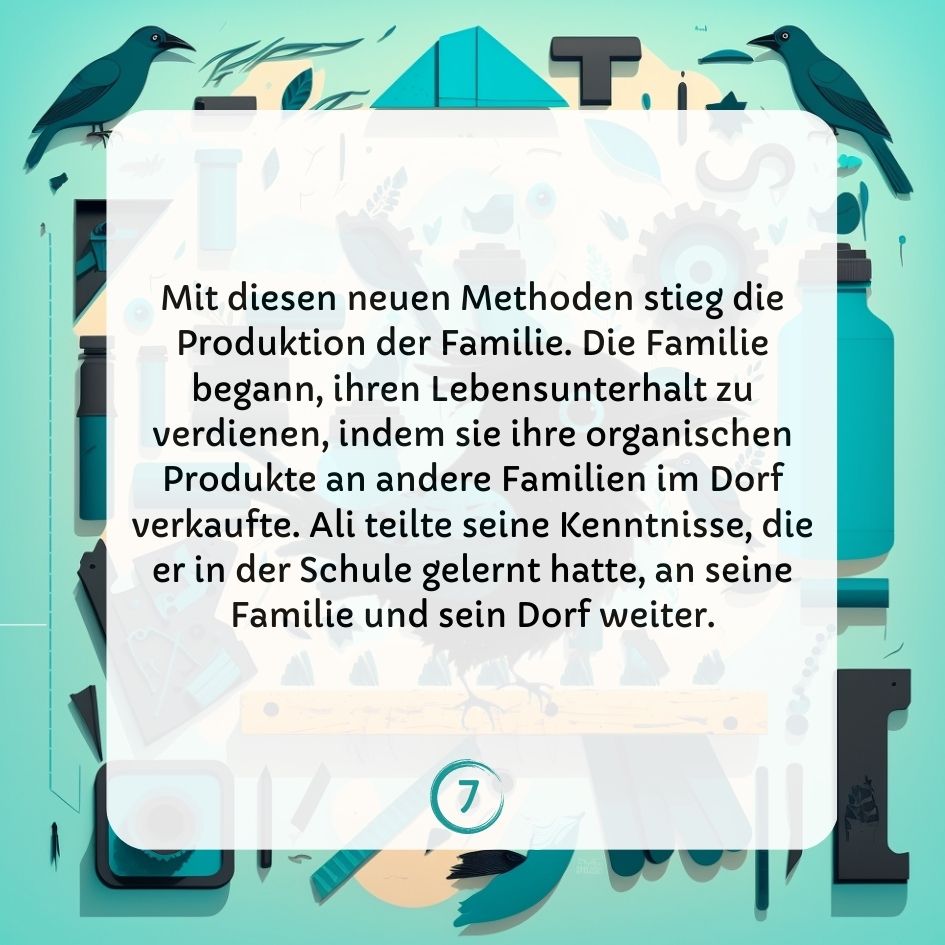 Mit diesen neuen Methoden stieg die
Produktion der Familie. Die Familie
begann, ihren Lebensunterhalt zu
verdienen, indem sie ihre organischen
Produkte an andere Familien im Dorf
verkaufte. Ali teilte seine Kenntnisse, die
er in der Schule gelernt hatte, an seine
Familie und sein Dorf weiter.
7